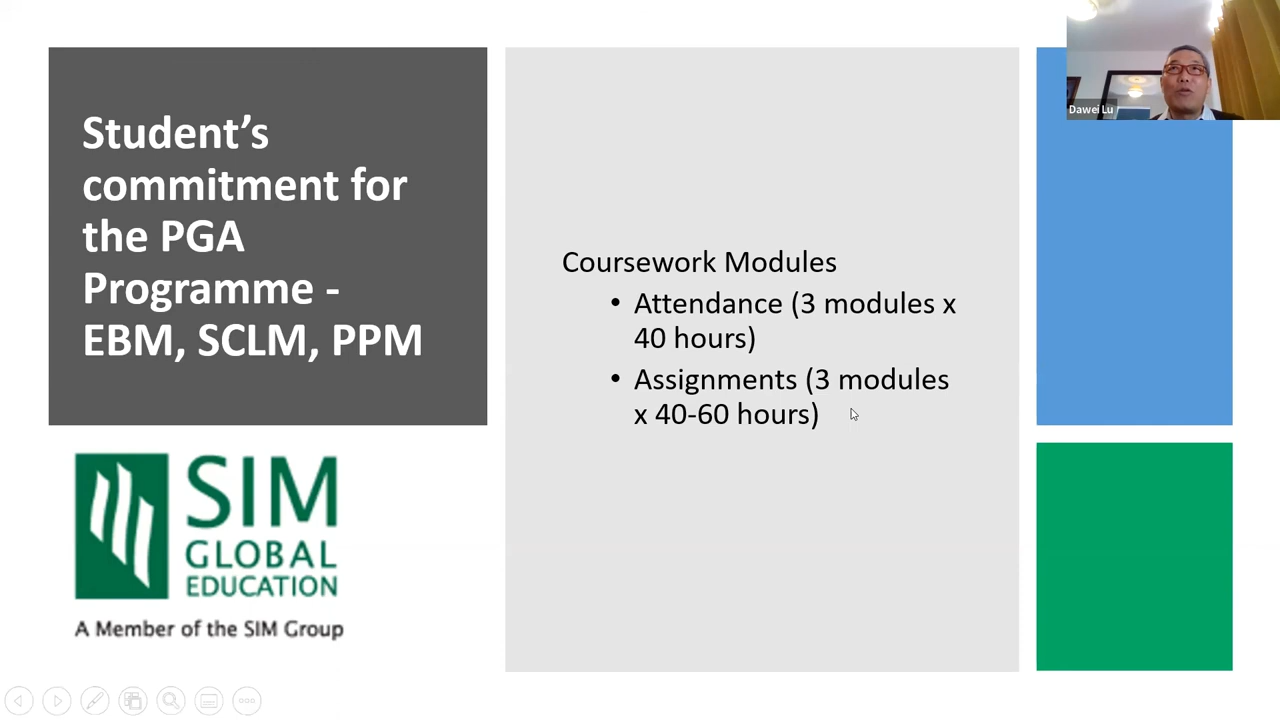 Student’s
commitment for
the PGA
Programme -
EBM, SCLM, PPM
Coursework Modules
• Attendance (3 modules x
40 hours)
• Assignments (3 modules
x 40-60 hours)
Dawei Lu
SIM
GLOBAL
EDUCATION
A Member of the SIM Group